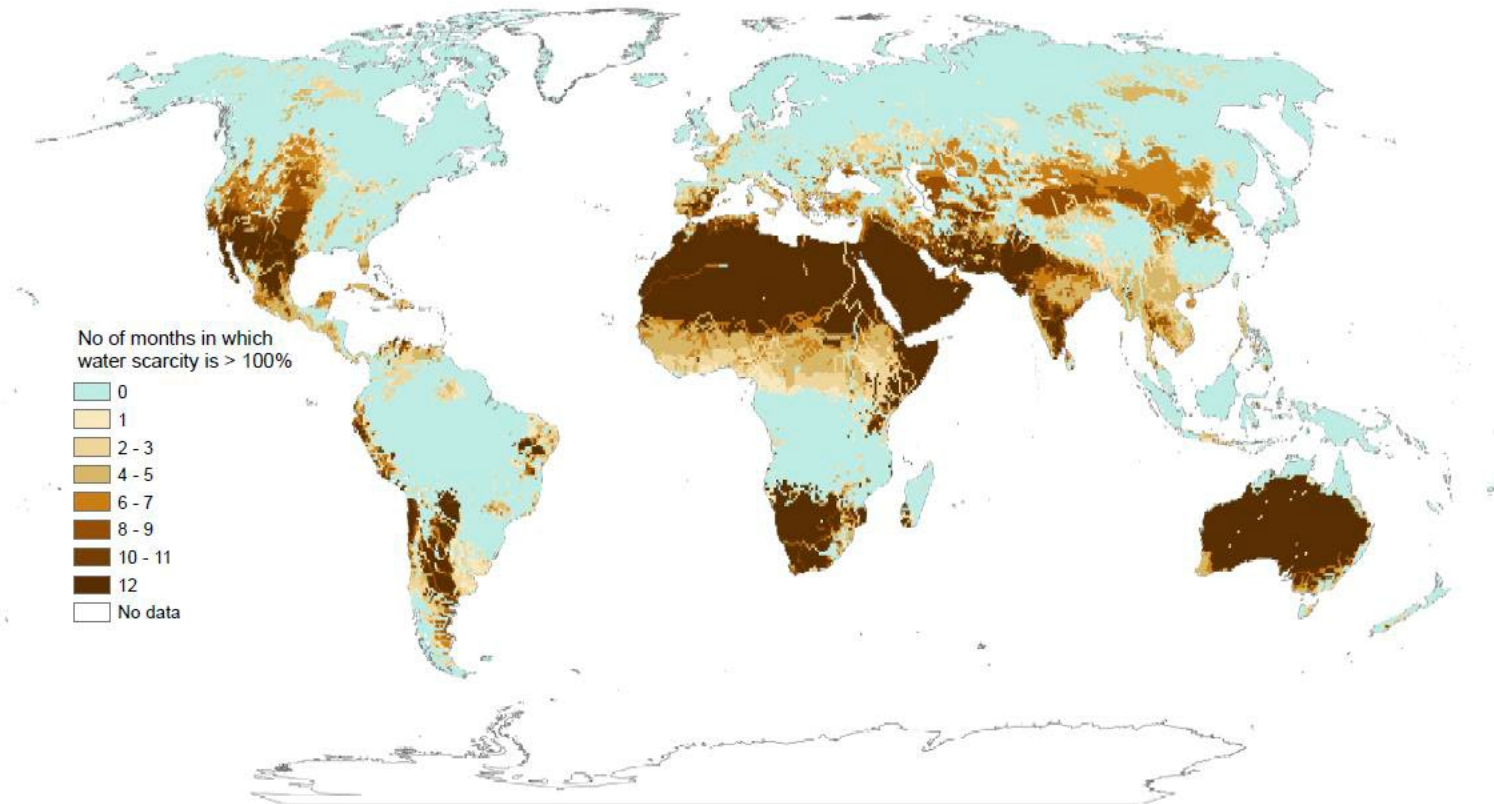 No of months in which
water scarcity is > 100%
0
1
2 - 3
4 - 5
6 - 7
8 - 9
10 - 11
12
No data